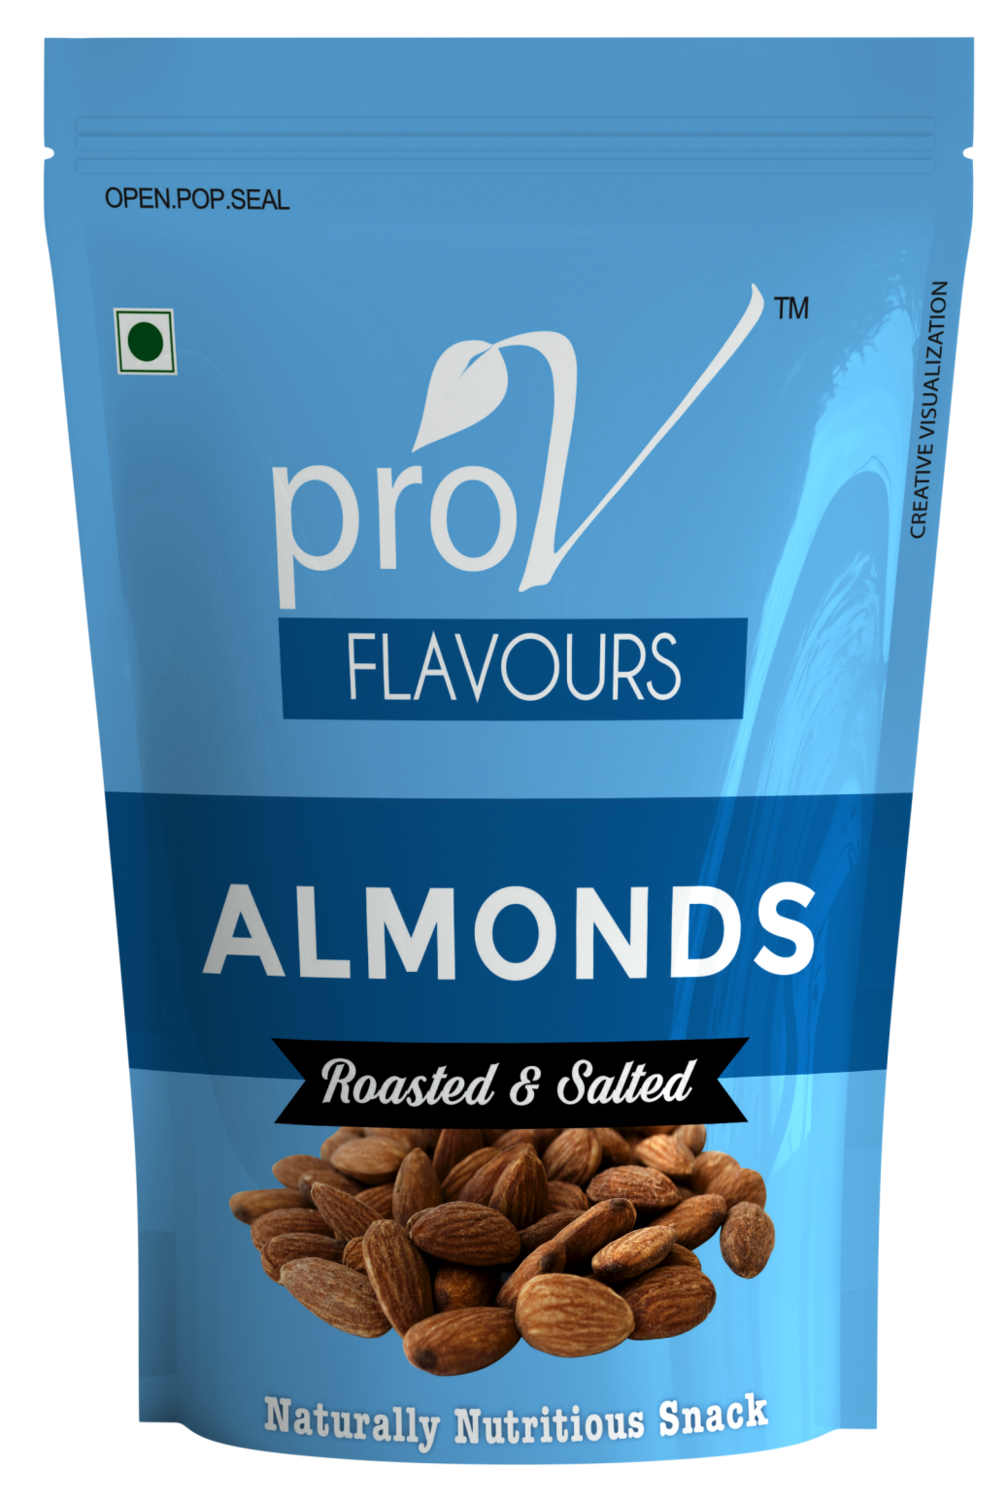 OPEN.POP.SEAL
TM
CREATIVE VISUALIZATION
proV
FLAVOURS
ALMONDS
Roasted & Salted
Naturally Nutritious Snack